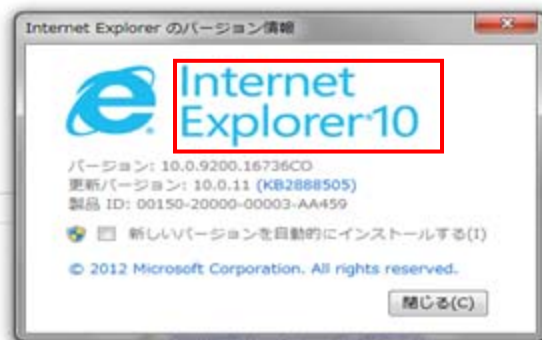 Internet Explorer のバージョン情報
Internet
Explorer 10
バージョン: 10.0.9200.16736CO
更新バージョン: 10.0.11 (KB2888505)
製品 ID: 00150-20000-00003-AA459
新しいバージョンを自動的にインストールする(I)
© 2012 Microsoft Corporation. All rights reserved.
閉じる(C)